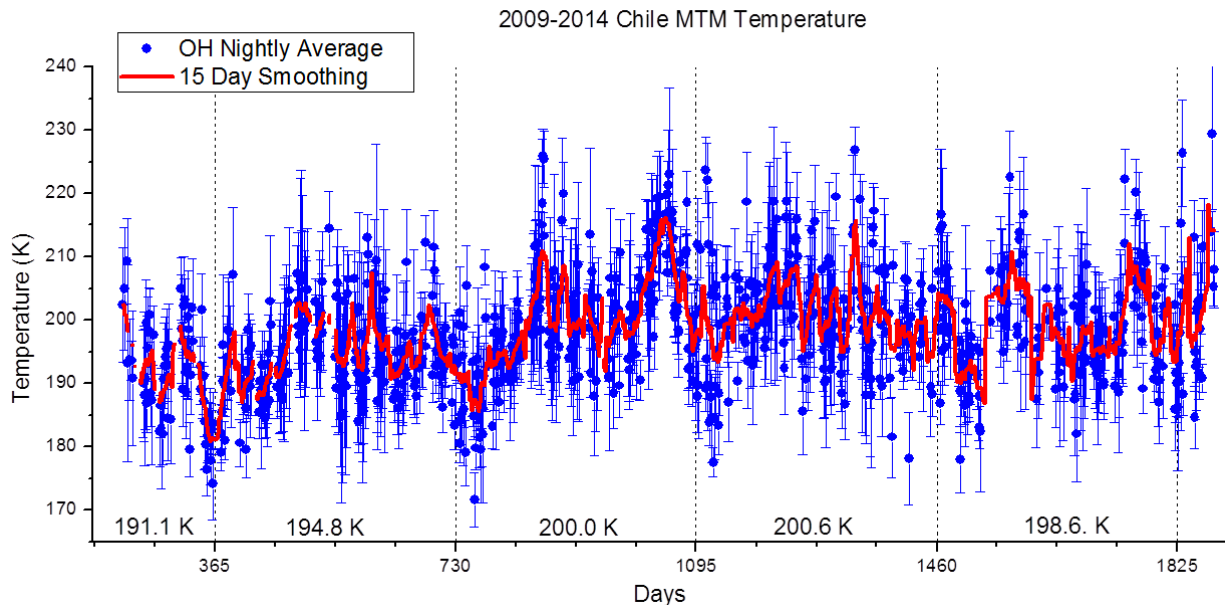 2009-2014 Chile MTM Temperature
OH Nightly Average
15 Day Smoothing
240
230
220
210
200
190
180
170
Temperature (K)
191.1 K
194.8 K
200.0 K
200.6 K
198.6. K
365
730
1095
1460
1825
Days